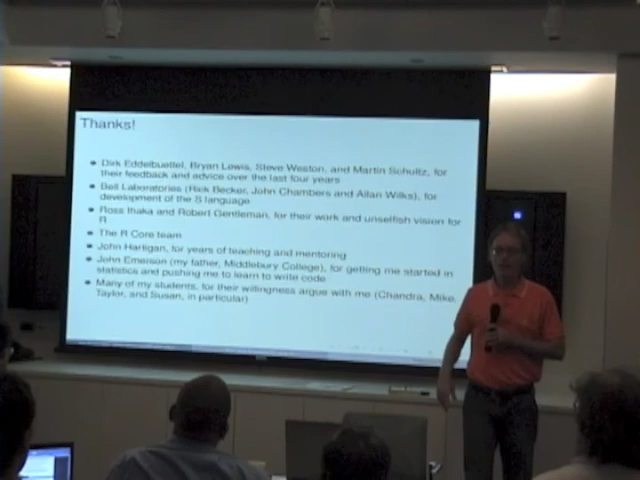 Thanks!
Dirk Eddelbuettel, Bryan Lewis, Steve Weston, and Martin Schultz, for
their feedback and advice over the last four years
Bell Laboratories (Rick Becker, John Chambers and Allan Wilks), for
development of the S language
Ross Ihaka and Robert Gentleman, for their work and unselfish vision for
R
The R Core team
John Hartigan, for years of teaching and mentoring
John Emerson (my father, Middlebury College), for getting me started in
statistics and pushing me to learn to write code
Many of my students, for their willingness argue with me (Chandra, Mike,
Taylor, and Susan, in particular)